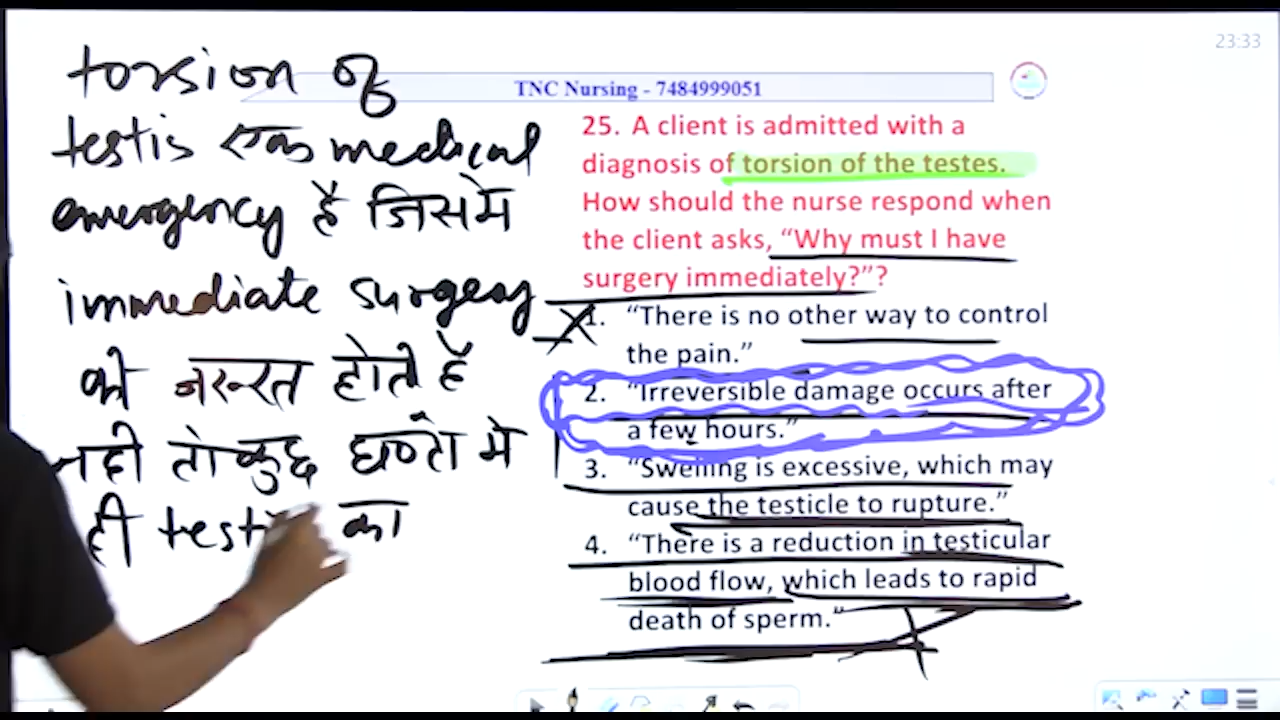 torsion of
testis एक medical
emergency है जिसमे
immediate surgery
की जरूरत होती है
नही तो कुछ घण्टो मे
ही testis का
23:33
TNC Nursing - 7484999051
25. A client is admitted with a
diagnosis of torsion of the testes.
How should the nurse respond when
the client asks, “Why must I have
surgery immediately?”?
1. “There is no other way to control
the pain.”
2. “Irreversible damage occurs after
a few hours.”
3. “Swelling is excessive, which may
cause the testicle to rupture.”
4. “There is a reduction in testicular
blood flow, which leads to rapid
death of sperm.”